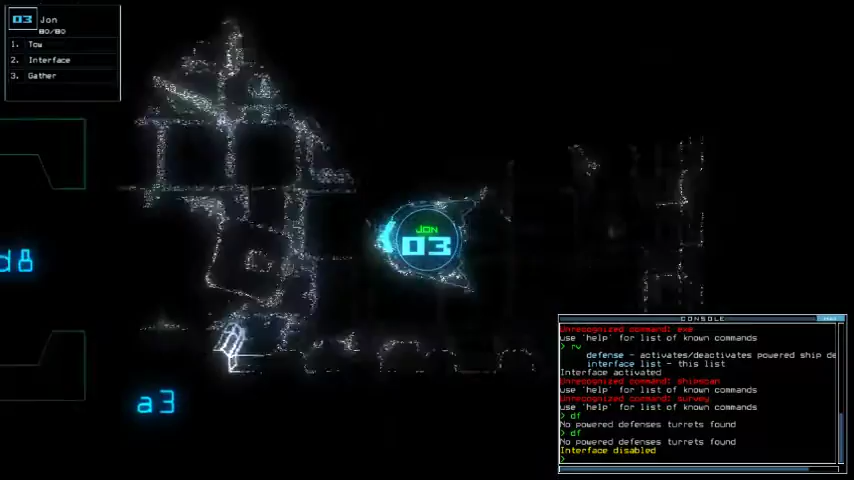 03 Jon
80/80
1. Tow
2. Interface
3. Gather
JON
03
d8
a3
CONSOLE
Unrecognized command: exe
use 'help' for list of known commands
> rw
defense - activates/deactivates powered ship de
interface list - this list
Interface activated
Unrecognized command: shipscan
use 'help' for list of known commands
Unrecognized command: survey
use 'help' for list of known commands
> df
No powered defenses turrets found
> df
No powered defenses turrets found
Interface disabled
>